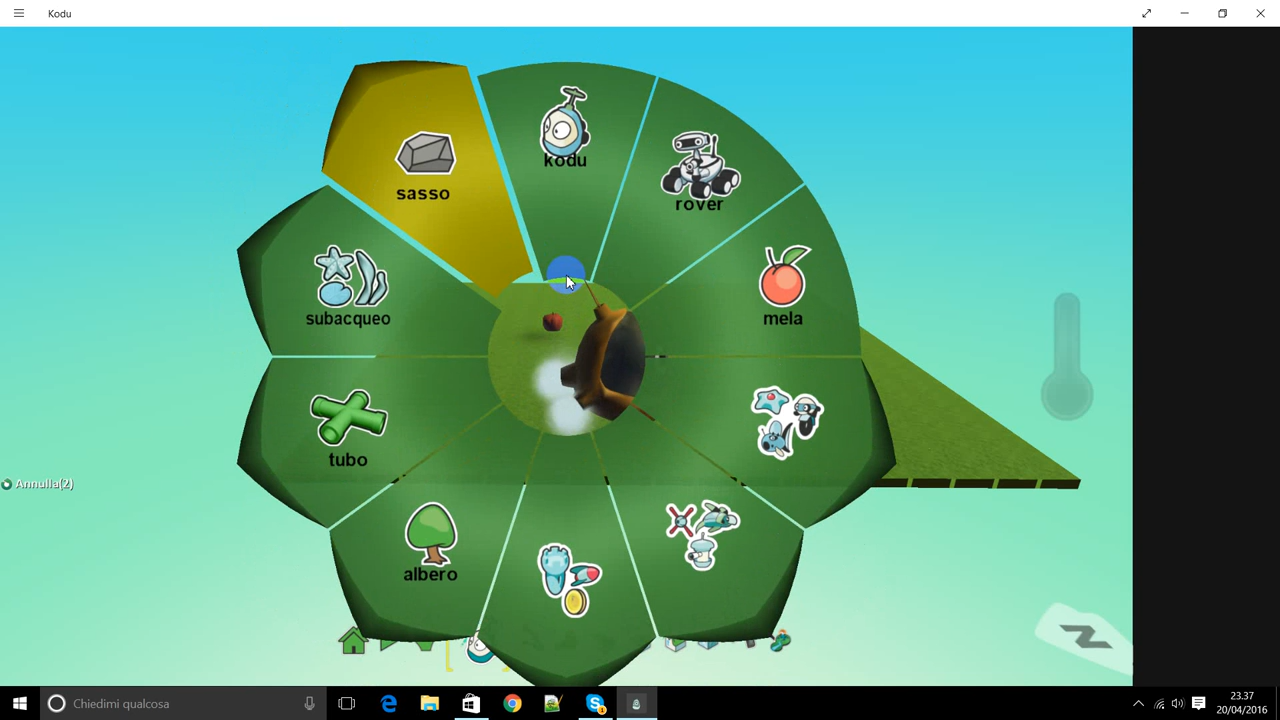 Kodu
kodu
sasso
rover
subacqueo
mela
tubo
Annulla(2)
albero
Chiedimi qualcosa
23.37
20/04/2016